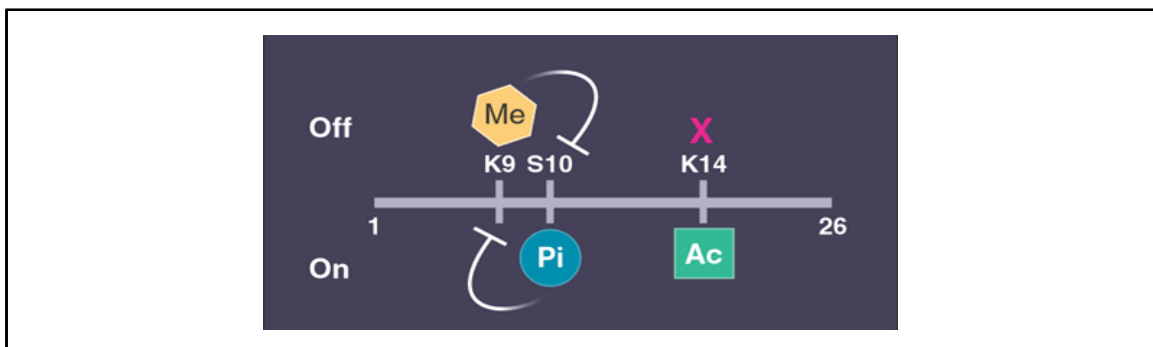 Me
Off
X
K9 S10 K14
1 26
Pi Ac
On